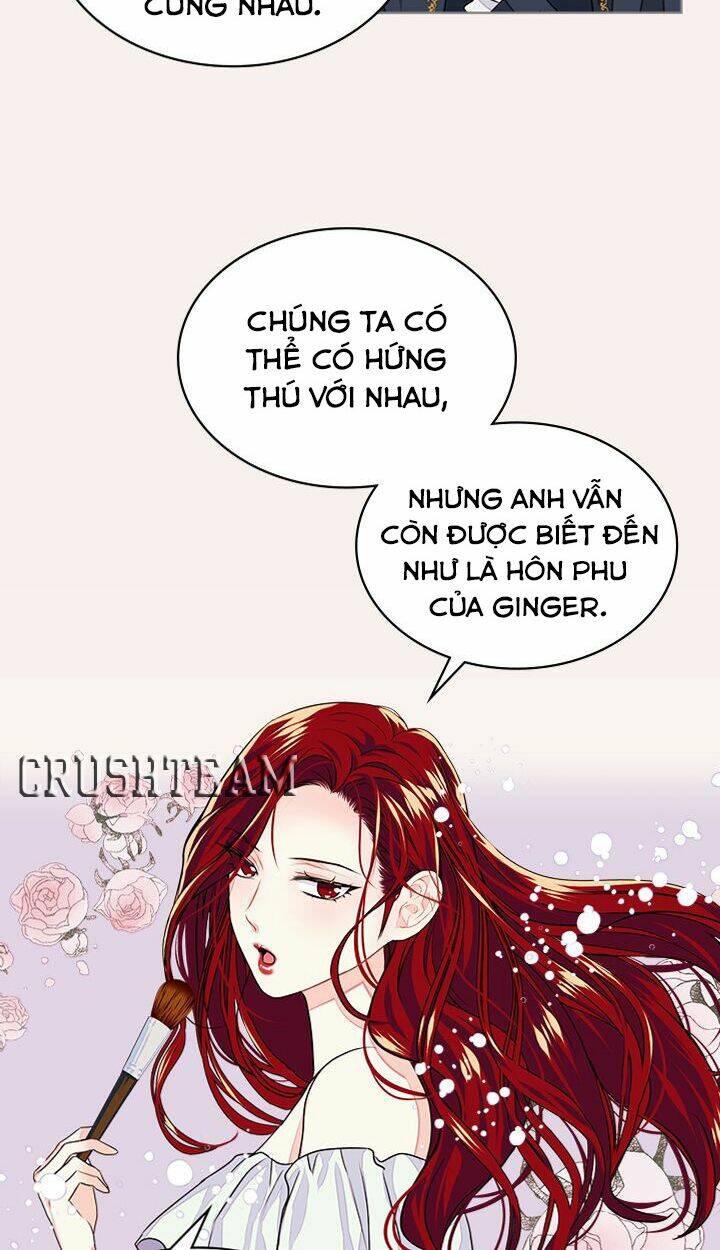 CÙNG NHAU.
CHÚNG TA CÓ
THỂ CÓ HỨNG
THÚ VỚI NHAU,
NHƯNG ANH VẪN
CÒN ĐƯỢC BIẾT ĐẾN
NHƯ LÀ HÔN PHU
CỦA GINGER.
CRUSHTEAM